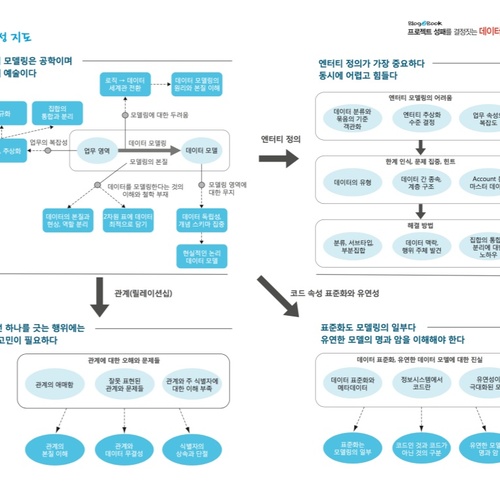 Blog2Book
프로젝트 성패를 결정짓는 데이터
지도
모델링은 공학이며
예술이다
로직 → 데이터
세계관 전환
데이터 모델링의
원리와 본질 이해
집합의
통합과 분리
모델링에 대한 두려움
추상화
업무의 복잡성
업무 영역
데이터 모델링
데이터 모델
모델링의 본질
데이터를 모델링한다는 것의
이해와 철학 부재
모델링 영역에
대한 무지
데이터의 본질과
현상, 역할 분리
2차원 표에 데이터
최적으로 담기
데이터 독립성,
개념 스키마 집중
현실적인 논리
데이터 모델
엔터티 정의
엔터티 정의가 가장 중요하다
동시에 어렵고 힘들다
엔터티 모델링의 어려움
데이터 분류와
묶음의 기준
객관화
엔터티 추상화
수준 결정
업무 속성
복잡도
한계 인식, 문제 집중, 힌트
데이터의 유형
데이터 간 종속,
계층 구조
Account
마스터 데이터
해결 방법
분류, 서브타입,
부분집합
데이터 맥락,
행위 주체 발견
집합의 통합
분리에 대한
노하우
관계(릴레이션십)
코드 속성 표준화와 유연성
하나를 긋는 행위에는
고민이 필요하다
관계에 대한 오해와 문제들
관계의 애매함
잘못 표현된
관계와 문제들
관계와 주 식별자에
대한 이해 부족
관계의
본질 이해
관계와
데이터 무결성
식별자의
상속과 단절
표준화도 모델링의 일부다
유연한 모델의 명과 암을 이해해야 한다
데이터 표준화, 유연한 데이터 모델에 대한 진실
데이터 표준화와
메타데이터
정보시스템에서
코드란
유연성이
극대화된
표준화는
모델링의 일부
코드인 것과 코드가
아닌 것의 구분
유연한 모델
명과 암